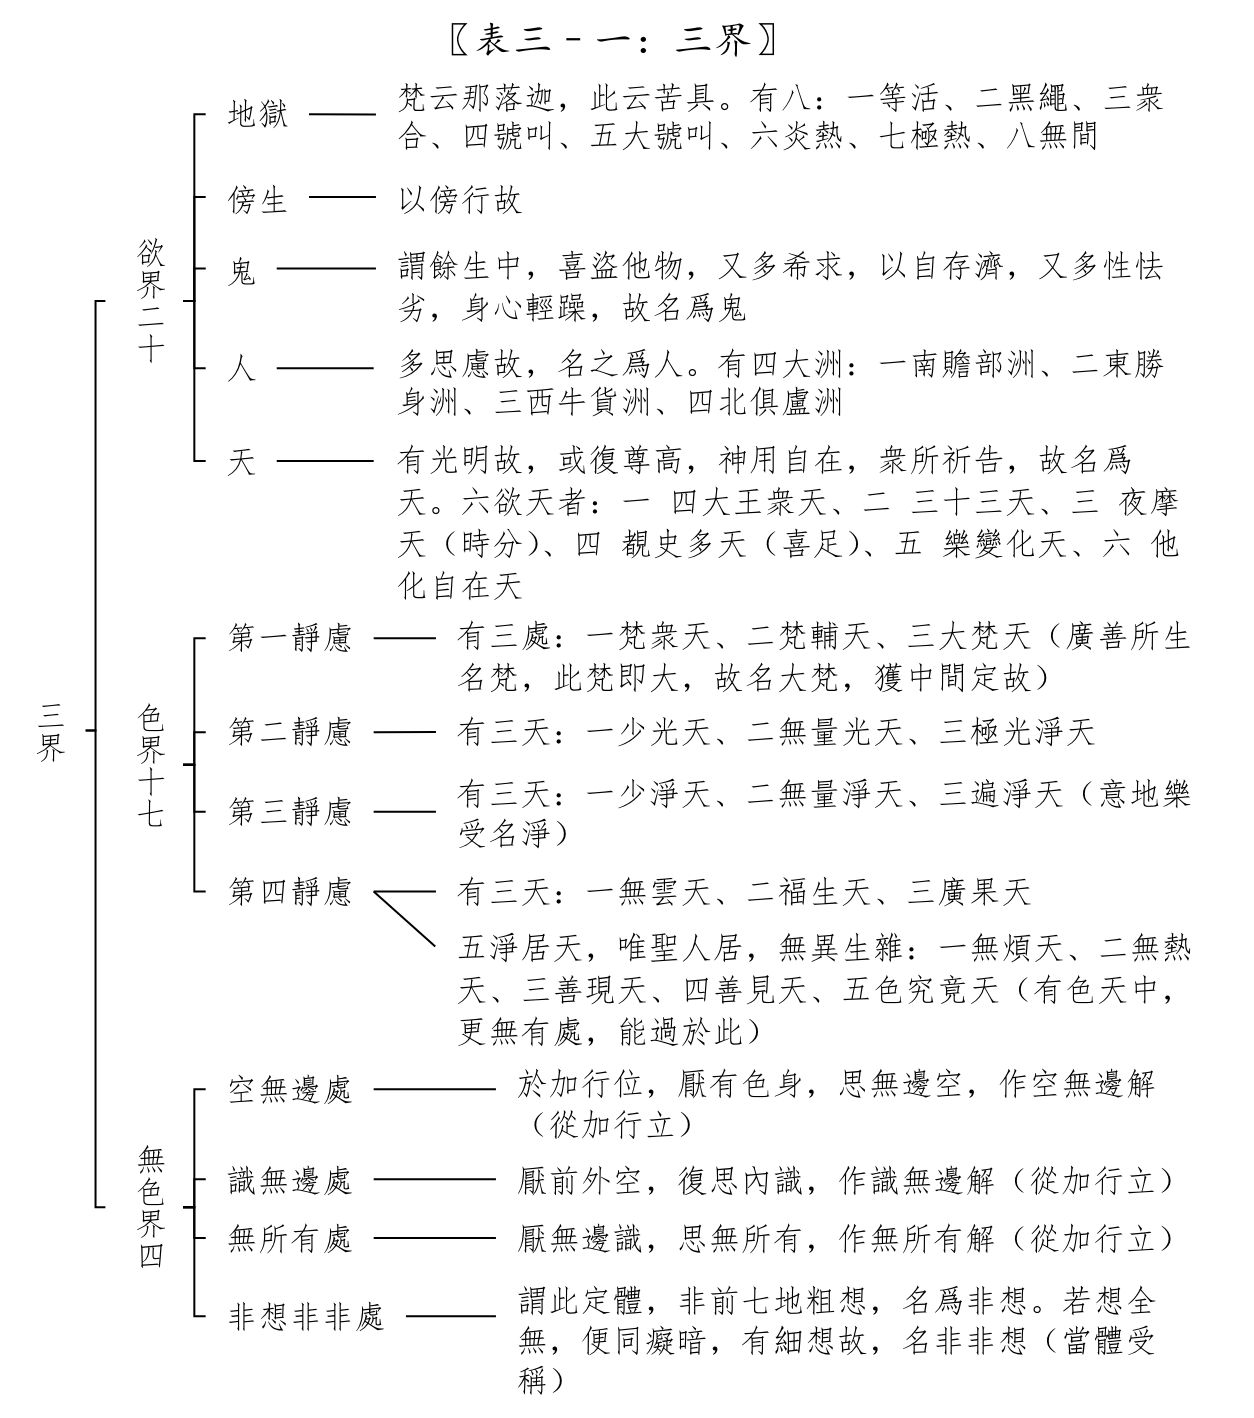 〖表三－一：三界〗
三界
欲界二十
地獄
梵云那落迦，此云苦具。有八：一等活、二黑繩、三衆
合、四號叫、五大號叫、六炎熱、七極熱、八無間
傍生
以傍行故
鬼
謂餘生中，喜盜他物，又多希求，以自存濟，又多性怯
劣，身心輕躁，故名爲鬼
人
多思慮故，名之爲人。有四大洲：一南贍部洲、二東勝
身洲、三西牛貨洲、四北俱盧洲
天
有光明故，或復尊高，神用自在，衆所祈告，故名爲
天。六欲天者：一 四大王衆天、二 三十三天、三 夜摩
天（時分）、四 覩史多天（喜足）、五 樂變化天、六 他
化自在天
色界十七
第一靜慮
有三處：一梵衆天、二梵輔天、三大梵天（廣善所生
名梵，此梵即大，故名大梵，獲中間定故）
第二靜慮
有三天：一少光天、二無量光天、三極光淨天
第三靜慮
有三天：一少淨天、二無量淨天、三遍淨天（意地樂
受名淨）
第四靜慮
有三天：一無雲天、二福生天、三廣果天
五淨居天，唯聖人居，無異生雜：一無煩天、二無熱
天、三善現天、四善見天、五色究竟天（有色天中，
更無有處，能過於此）
無色界四
空無邊處
於加行位，厭有色身，思無邊空，作空無邊解
（從加行立）
識無邊處
厭前外空，復思內識，作識無邊解（從加行立）
無所有處
厭無邊識，思無所有，作無所有解（從加行立）
非想非非處
謂此定體，非前七地粗想，名爲非想。若想全
無，便同癡暗，有細想故，名非非想（當體受
稱）